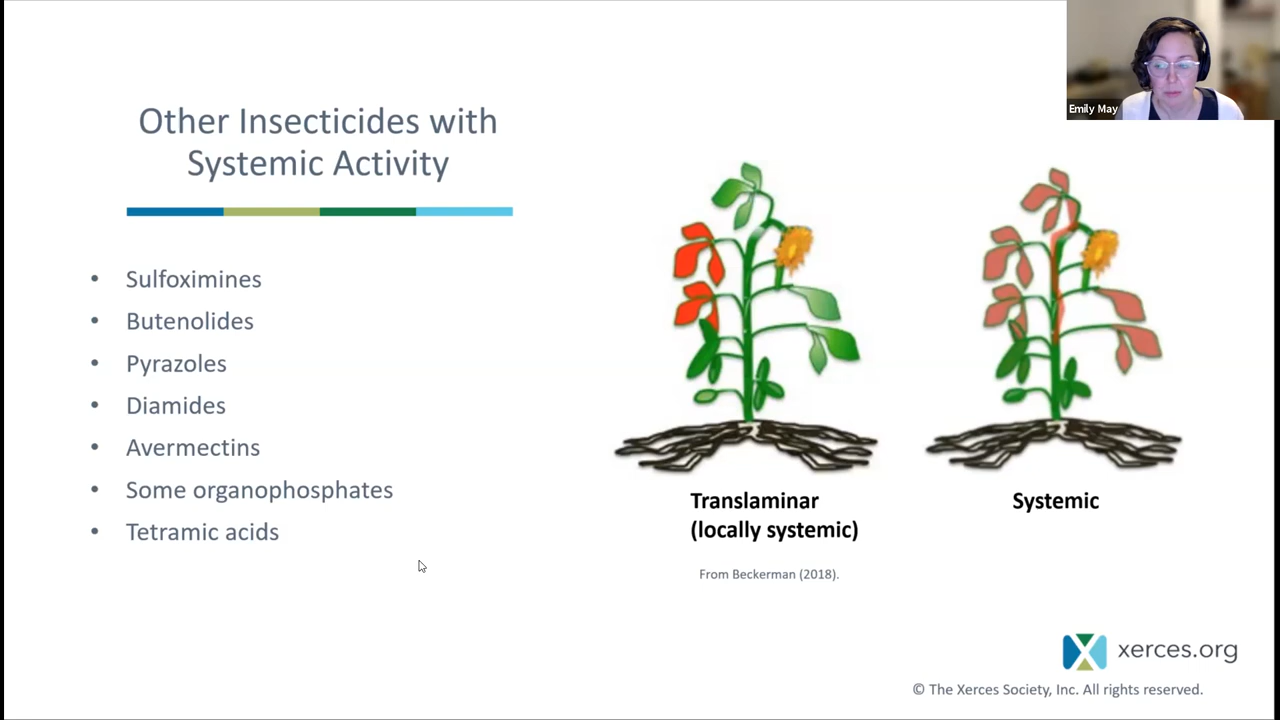 Other Insecticides with
Systemic Activity
• Sulfoximines
• Butenolides
• Pyrazoles
• Diamides
• Avermectins
• Some organophosphates
• Tetramic acids
Translaminar
(locally systemic)
Systemic
From Beckerman (2018).
Emily May
xerces.org
© The Xerces Society, Inc. All rights reserved.